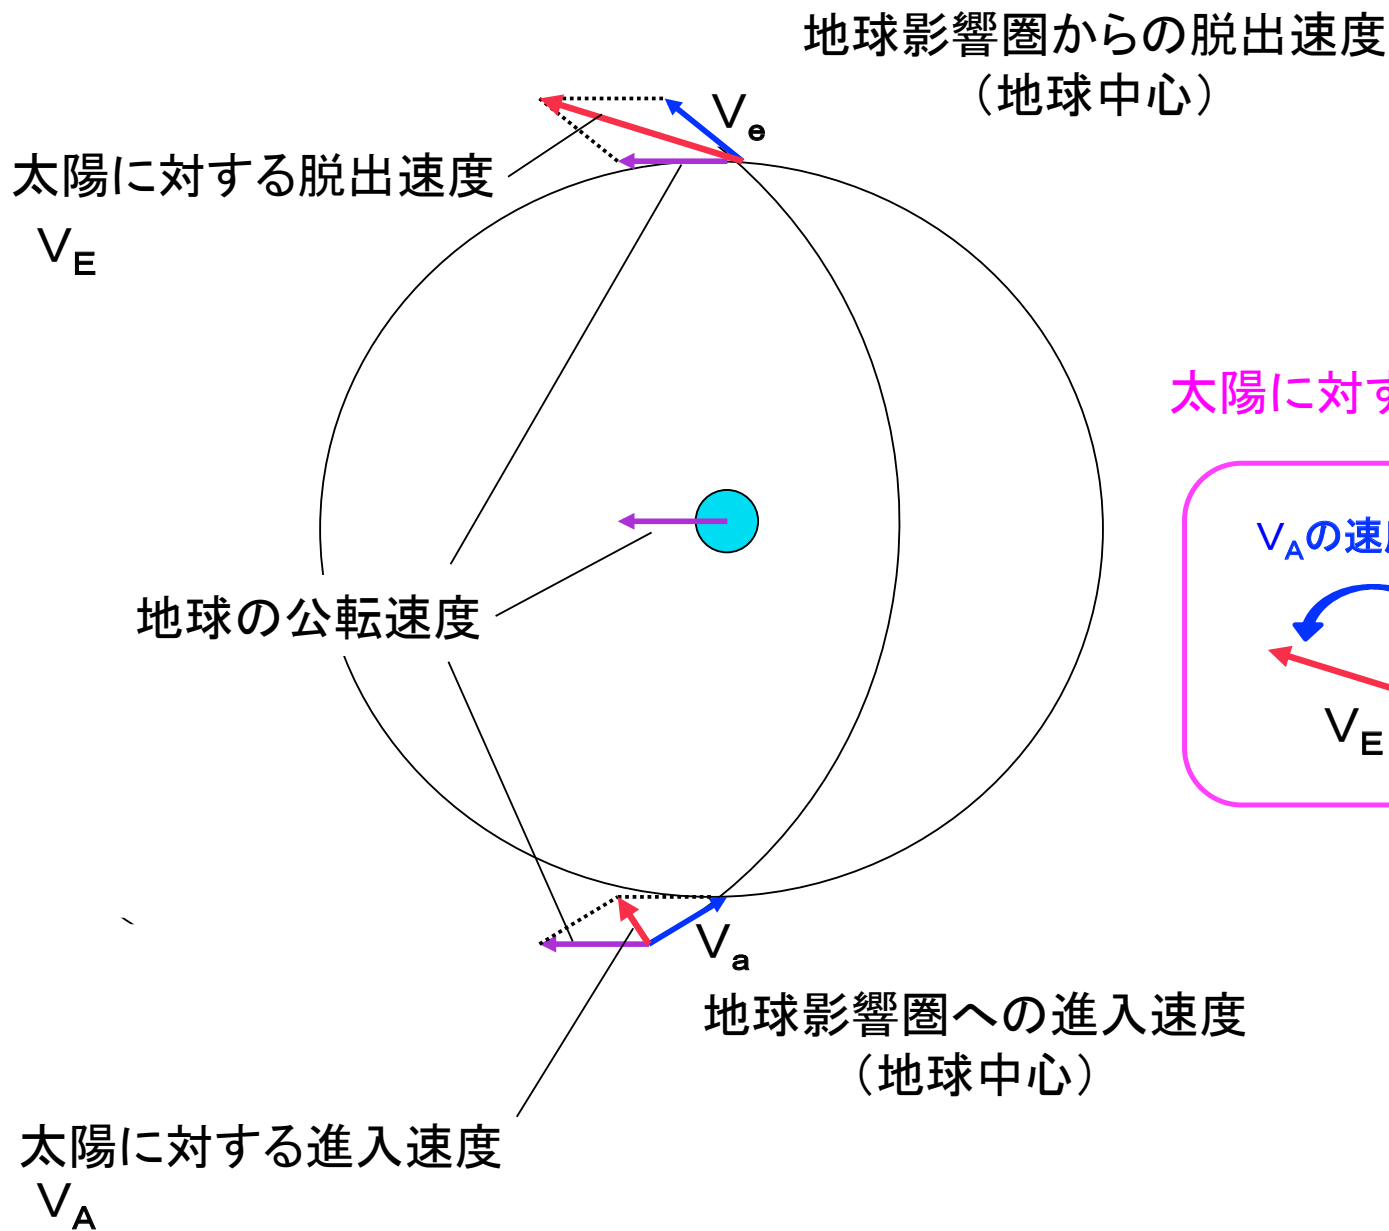 地球影響圏からの脱出速度
（地球中心）
Ve
太陽に対する脱出速度
VE
太陽に対す
VAの速
VE
地球の公転速度
Va
地球影響圏への進入速度
（地球中心）
太陽に対する進入速度
VA